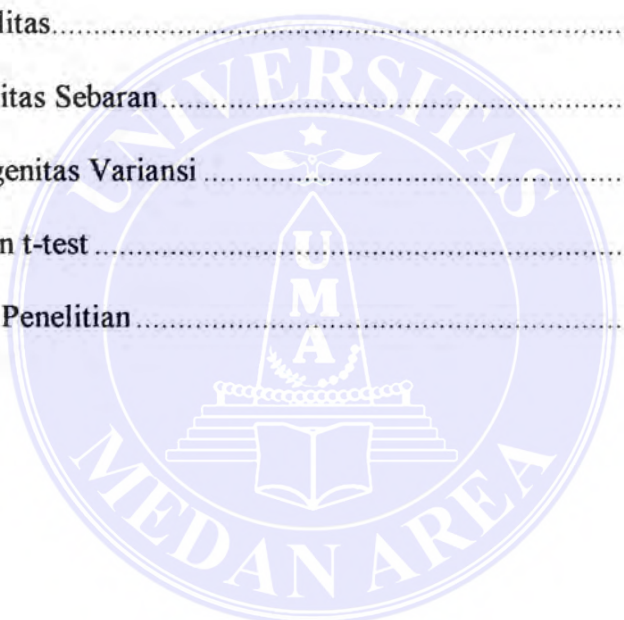 litas..............................................................................
itas Sebaran................................................................
genitas Variansi..........................................................
n t-test........................................................................
Penelitian...................................................................
UNIVERSITAS
UMA
MEDAN AREA